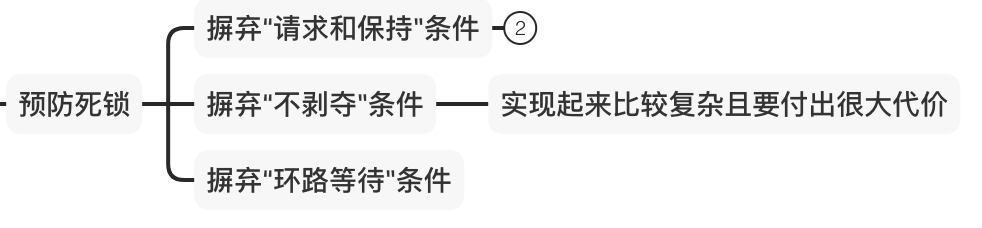 摒弃"请求和保持"条件
2
预防死锁
摒弃"不剥夺"条件
实现起来比较复杂且要付出很大代价
摒弃"环路等待"条件